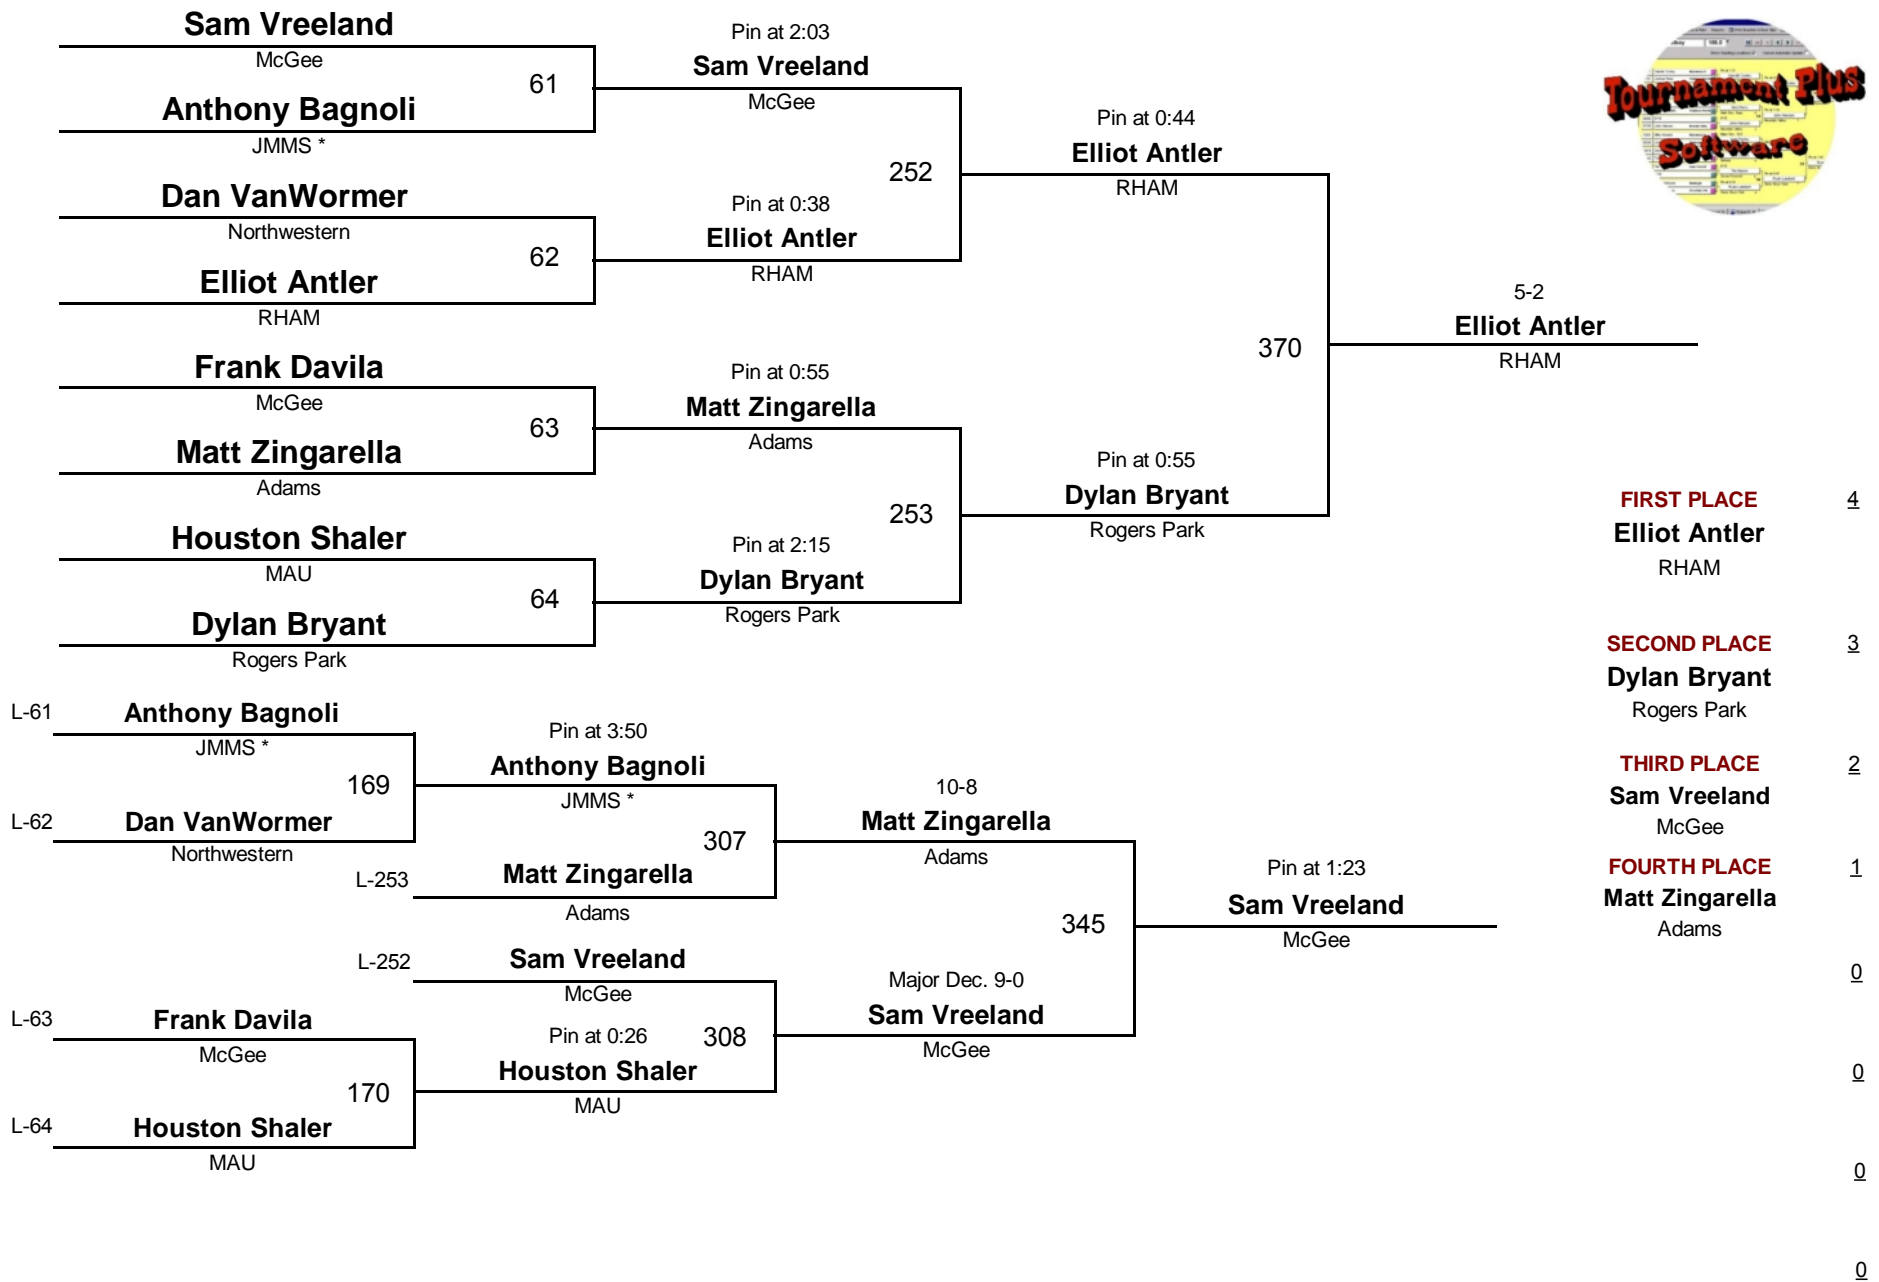 Sam Vreeland
McGee
61
Anthony Bagnoli
JMMS *
Dan VanWormer
Northwestern
62
Elliot Antler
RHAM
Frank Davila
McGee
63
Matt Zingarella
Adams
Houston Shaler
MAU
64
Dylan Bryant
Rogers Park
Pin at 2:03
Sam Vreeland
McGee
252
Pin at 0:38
Elliot Antler
RHAM
Pin at 0:55
Matt Zingarella
Adams
253
Pin at 2:15
Dylan Bryant
Rogers Park
Pin at 0:44
Elliot Antler
RHAM
370
Pin at 0:55
Dylan Bryant
Rogers Park
5-2
Elliot Antler
RHAM
Tournament Plus
Software
FIRST PLACE 4
Elliot Antler
RHAM
SECOND PLACE 3
Dylan Bryant
Rogers Park
THIRD PLACE 2
Sam Vreeland
McGee
FOURTH PLACE 1
Matt Zingarella
Adams
0
0
0
0
L-61 Anthony Bagnoli
JMMS *
169
L-62 Dan VanWormer
Northwestern
Pin at 3:50
Anthony Bagnoli
JMMS *
307
L-253 Matt Zingarella
Adams
L-252 Sam Vreeland
McGee
308
Pin at 0:26
Houston Shaler
MAU
L-63 Frank Davila
McGee
170
L-64 Houston Shaler
MAU
10-8
Matt Zingarella
Adams
345
Major Dec. 9-0
Sam Vreeland
McGee
Pin at 1:23
Sam Vreeland
McGee